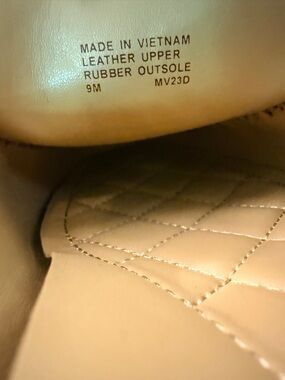 MADE IN VIETNAM
LEATHER UPPER
RUBBER OUTSOLE
9M MV23D